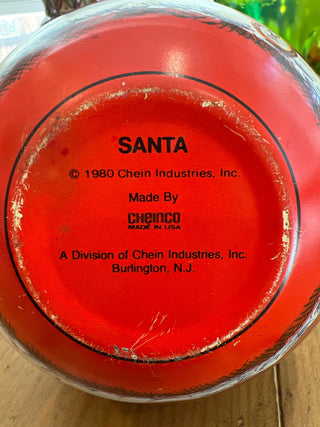 SANTA
© 1980 Chein Industries, Inc.
Made By
CHEINCO
MADE IN USA
A Division of Chein Industries, Inc.
Burlington, N.J.